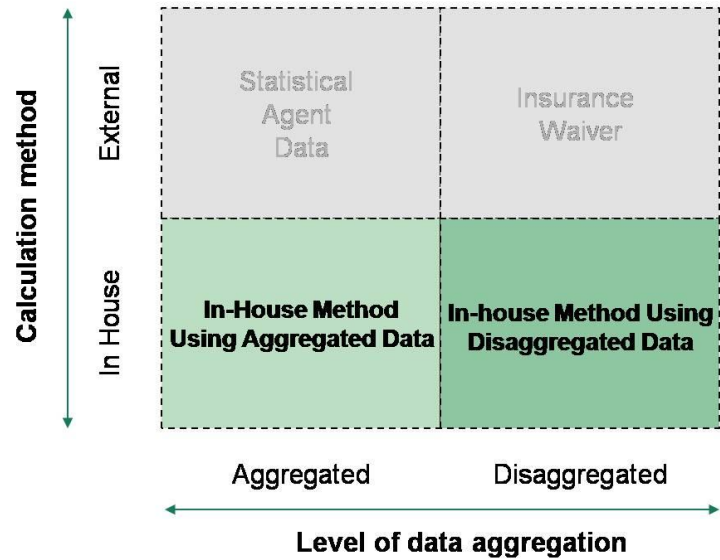 Calculation method
External
In House
Statistical
Agent
Data
Insurance
Waiver
In-House Method
Using Aggregated Data
In-house Method Using
Disaggregated Data
Aggregated
Disaggregated
Level of data aggregation